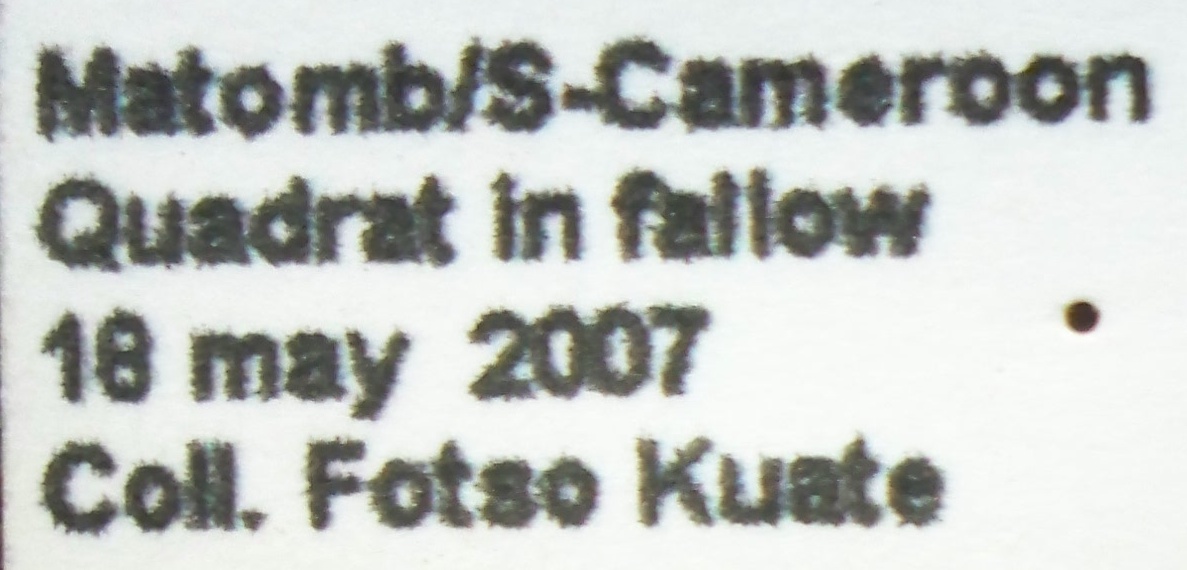 Matomb/S-Cameroon
Quadrat in fallow
18 may 2007
Coll. Fotso Kuate